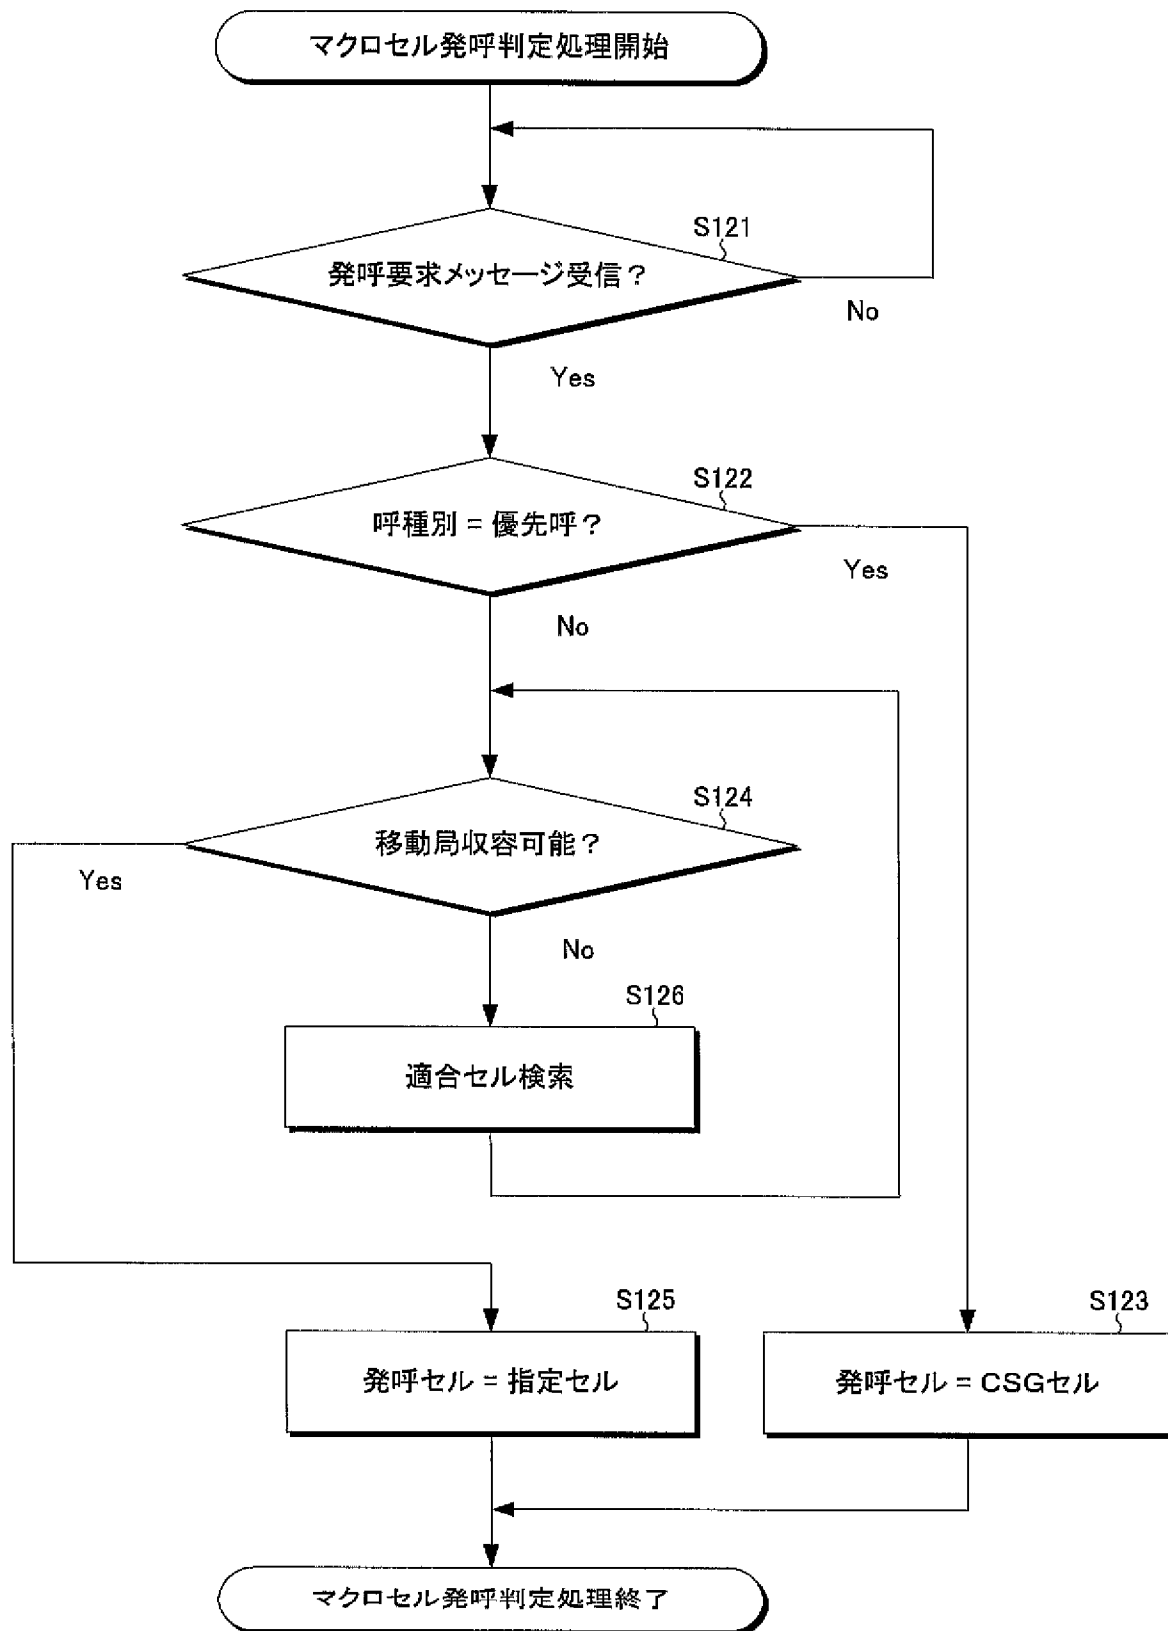 マクロセル発呼判定処理開始
S121
発呼要求メッセージ受信？
No
Yes
S122
呼種別 = 優先呼？
Yes
No
S124
移動局収容可能？
Yes
No
S126
適合セル検索
S125
S123
発呼セル = 指定セル
発呼セル = CSGセル
マクロセル発呼判定処理終了